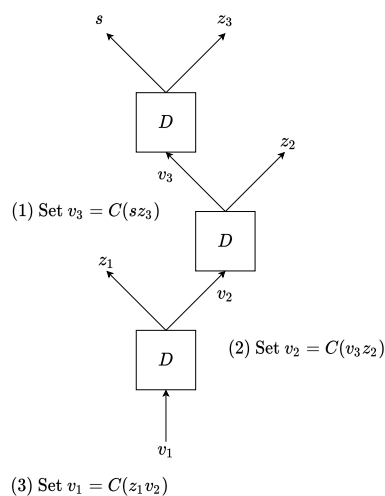 s z₃
D
v₃ z₂
(1) Set v₃ = C(sz₃)
D
z₁
v₂
(2) Set v₂ = C(v₃z₂)
D
v₁
(3) Set v₁ = C(z₁v₂)